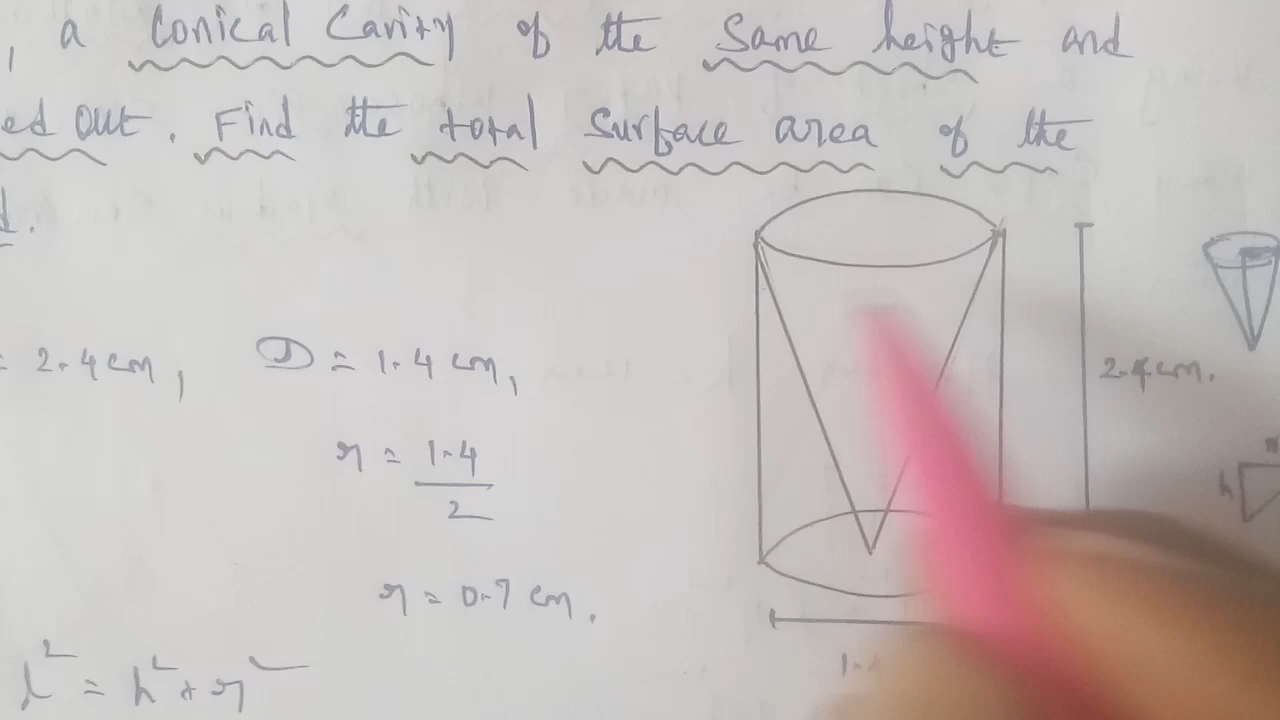 , a Conical Cavity of the Same height and
ed out. Find the total surface area of the
d.
= 2.4 cm, D = 1.4 cm,
r = 1.4
2
r = 0.7 cm.
l² = h² + r²
2.4 cm.
h